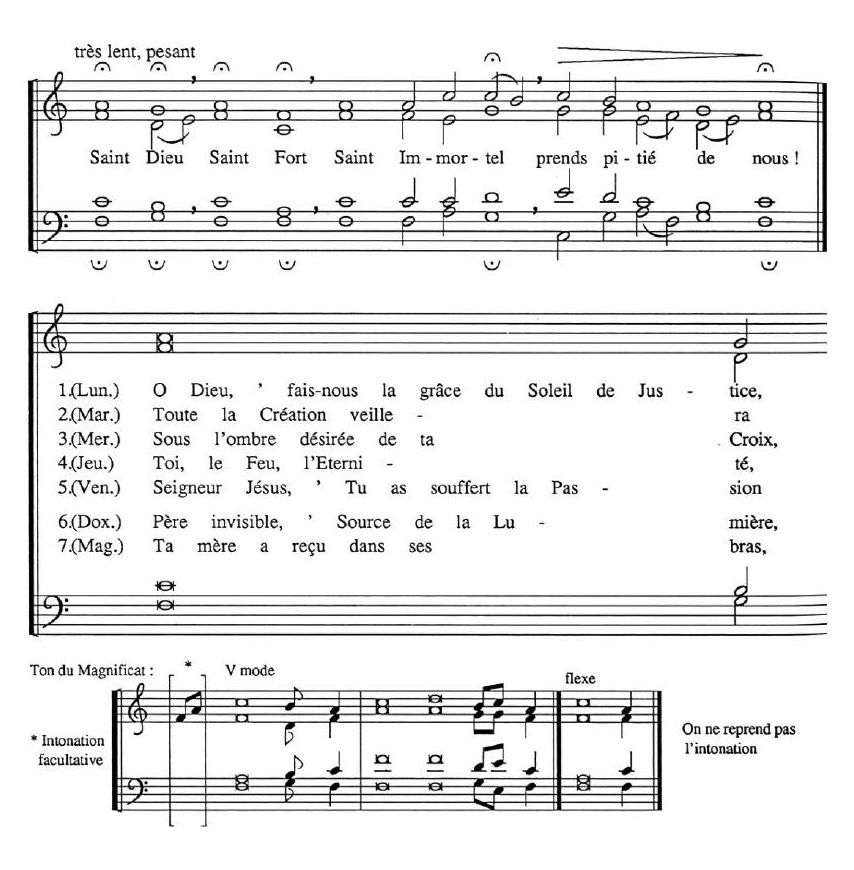 très lent, pesant
Saint Dieu Saint Fort Saint Im - mor - tel prends pi - tié de nous !
1.(Lun.) O Dieu, ’ fais-nous la grâce du Soleil de Jus - tice,
2.(Mar.) Toute la Création veille - ra
3.(Mer.) Sous l’ombre désirée de ta Croix,
4.(Jeu.) Toi, le Feu, l’Eterni - té,
5.(Ven.) Seigneur Jésus, ’ Tu as souffert la Pas - sion
6.(Dox.) Père invisible, ’ Source de la Lu - mière,
7.(Mag.) Ta mère a reçu dans ses bras,
Ton du Magnificat : * V mode
flexe
* Intonation
facultative
On ne reprend pas
l’intonation